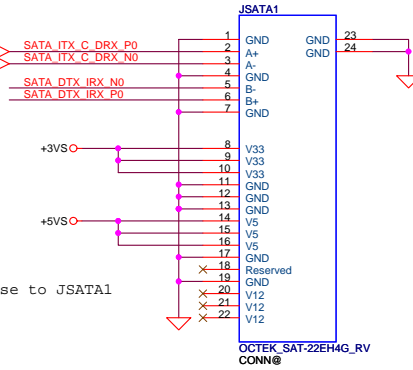 JSATA1
1 GND GND 23
SATA_ITX_C_DRX_P0 2 A+ GND 24
SATA_ITX_C_DRX_N0 3 A-
4 GND
SATA_DTX_IRX_N0 5 B-
SATA_DTX_IRX_P0 6 B+
7 GND
+3VS 8 V33
9 V33
10 V33
11 GND
12 GND
13 GND
+5VS 14 V5
15 V5
16 V5
17 GND
18 Reserved
19 GND
se to JSATA1 20 V12
21 V12
22 V12
OCTEK_SAT-22EH4G_RV
CONN@